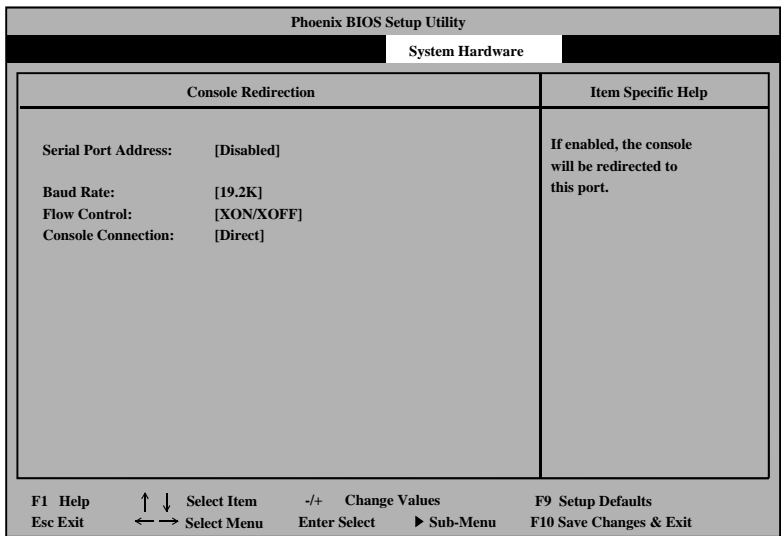 Phoenix BIOS Setup Utility
System Hardware
Console Redirection
Item Specific Help
Serial Port Address: [Disabled]
Baud Rate: [19.2K]
Flow Control: [XON/XOFF]
Console Connection: [Direct]
If enabled, the console
will be redirected to
this port.
F1 Help ↑ ↓ Select Item -/+ Change Values F9 Setup Defaults
Esc Exit ← → Select Menu Enter Select ▶ Sub-Menu F10 Save Changes & Exit